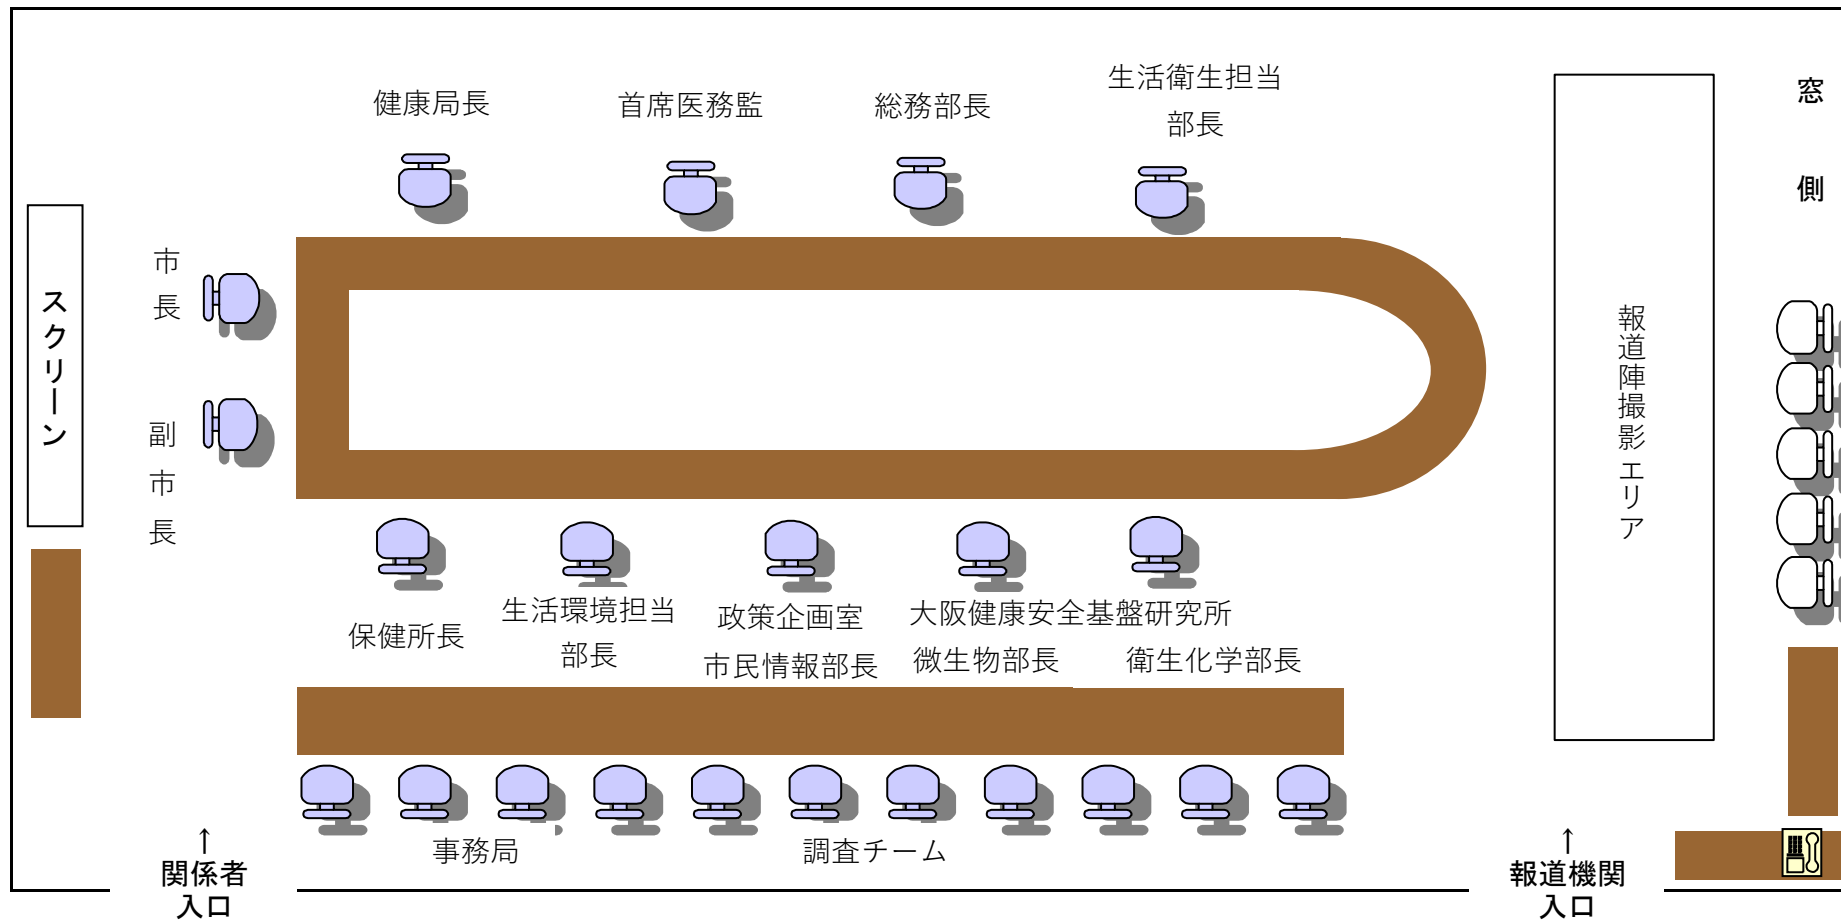 健康局長
首席医務監
総務部長
生活衛生担当
部長
窓側
市長
副市長
スクリーン
報道陣撮影エリア
保健所長
生活環境担当
部長
政策企画室
市民情報部長
大阪健康安全基盤研究所
微生物部長
衛生化学部長
事務局
調査チーム
↑
関係者
入口
↑
報道機関
入口